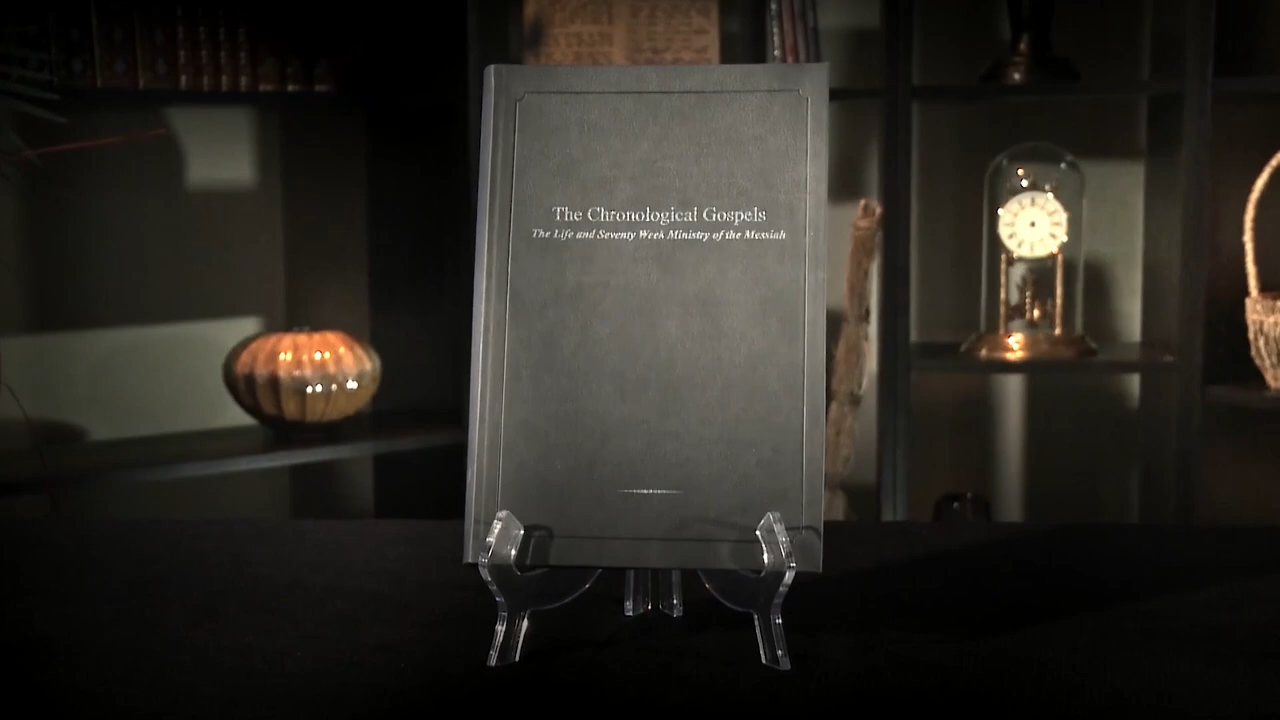 The Chronological Gospels
The Life and Seventy Week Ministry of the Messiah